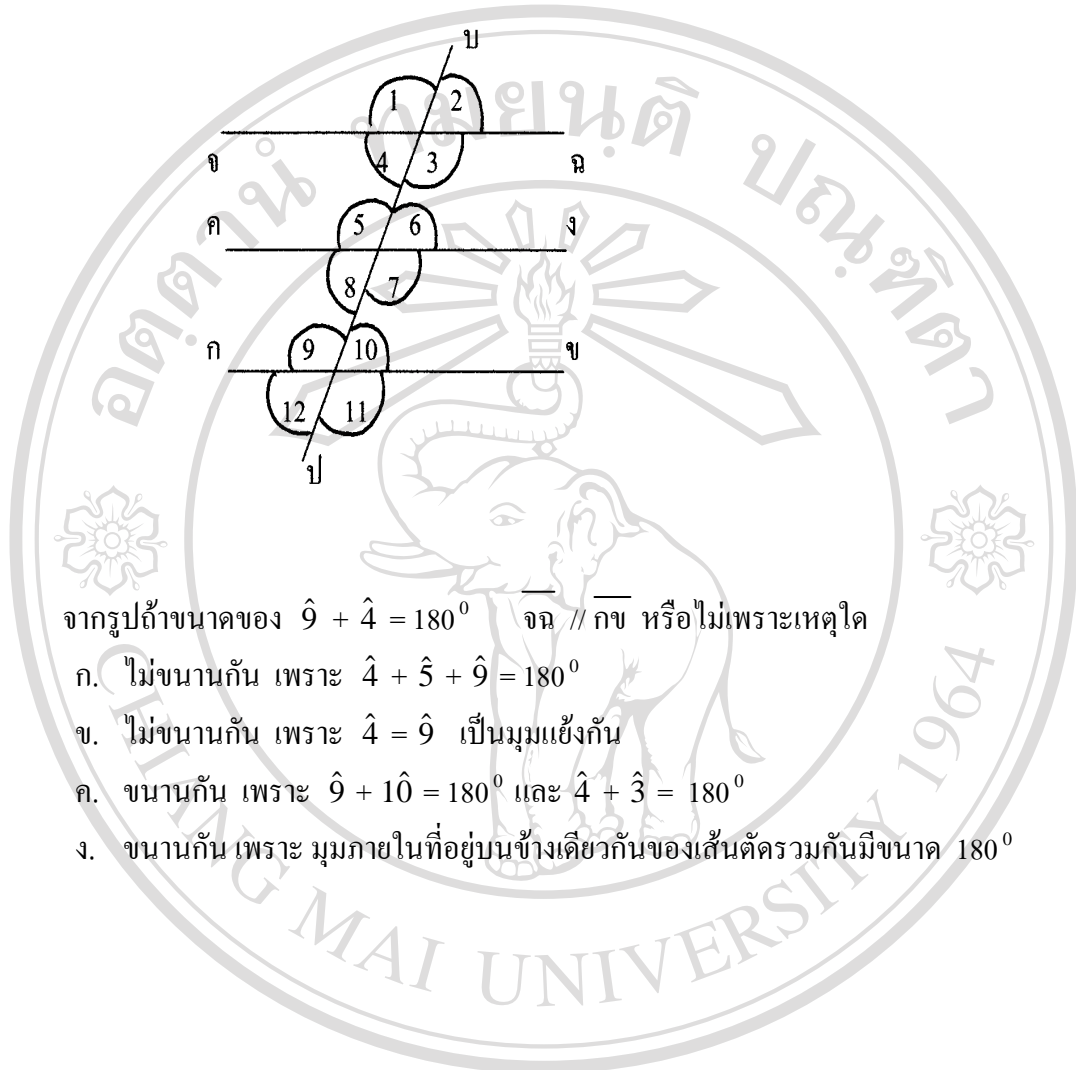 บ
1 2
จ 4 3 ฉ
ค 5 6 ง
8 7
ก 9 10 ข
12 11
ป
จากรูปถ้าขนาดของ 9̂ + 4̂ = 180⁰ จฉ // กข หรือไม่เพราะเหตุใด
ก. ไม่ขนานกัน เพราะ 4̂ + 5̂ + 9̂ = 180⁰
ข. ไม่ขนานกัน เพราะ 4̂ = 9̂ เป็นมุมแย้งกัน
ค. ขนานกัน เพราะ 9̂ + 10̂ = 180⁰ และ 4̂ + 3̂ = 180⁰
ง. ขนานกัน เพราะ มุมภายในที่อยู่บนข้างเดียวกันของเส้นตัดรวมกันมีขนาด 180⁰
CHIANG MAI UNIVERSITY 1964